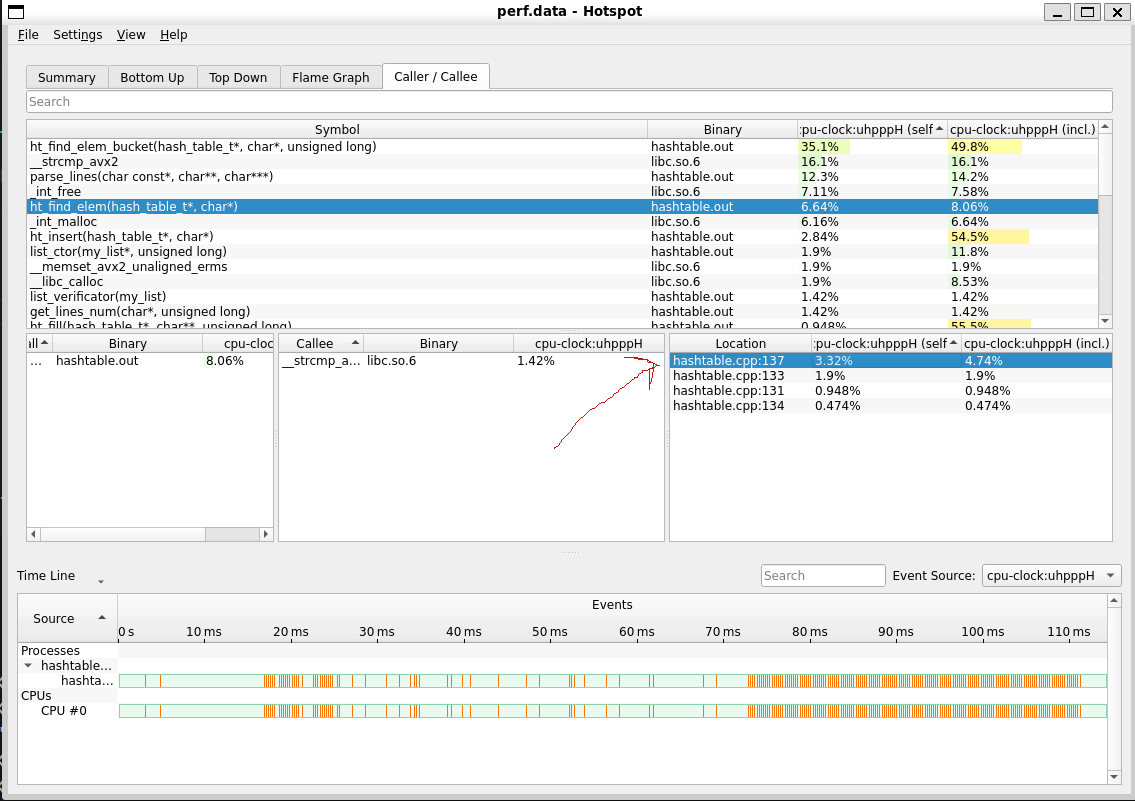 perf.data - Hotspot
File Settings View Help
Summary Bottom Up Top Down Flame Graph Caller / Callee
Search
Symbol Binary :pu-clock:uhpppH (self cpu-clock:uhpppH (incl.)
ht_find_elem_bucket(hash_table_t*, char*, unsigned long) hashtable.out 35.1% 49.8%
__strcmp_avx2 libc.so.6 16.1% 16.1%
parse_lines(char const*, char**, char***) hashtable.out 12.3% 14.2%
_int_free libc.so.6 7.11% 7.58%
ht_find_elem(hash_table_t*, char*) hashtable.out 6.64% 8.06%
_int_malloc libc.so.6 6.16% 6.64%
ht_insert(hash_table_t*, char*) hashtable.out 2.84% 54.5%
list_ctor(my_list*, unsigned long) hashtable.out 1.9% 11.8%
__memset_avx2_unaligned_erms libc.so.6 1.9% 1.9%
__libc_calloc libc.so.6 1.9% 8.53%
list_verificator(my_list) hashtable.out 1.42% 1.42%
get_lines_num(char*, unsigned long) hashtable.out 1.42% 1.42%
ht_fill(hash_table_t*, char**, unsigned long) hashtable.out 0.948% 55.5%
all Binary cpu-cloc
... hashtable.out 8.06%
Callee Binary cpu-clock:uhpppH
__strcmp_a... libc.so.6 1.42%
Location :pu-clock:uhpppH (self cpu-clock:uhpppH (incl.)
hashtable.cpp:137 3.32% 4.74%
hashtable.cpp:133 1.9% 1.9%
hashtable.cpp:131 0.948% 0.948%
hashtable.cpp:134 0.474% 0.474%
Time Line Search Event Source: cpu-clock:uhpppH
Source Events
0 s 10 ms 20 ms 30 ms 40 ms 50 ms 60 ms 70 ms 80 ms 90 ms 100 ms 110 ms
Processes
hashtable...
hashta...
CPUs
CPU #0